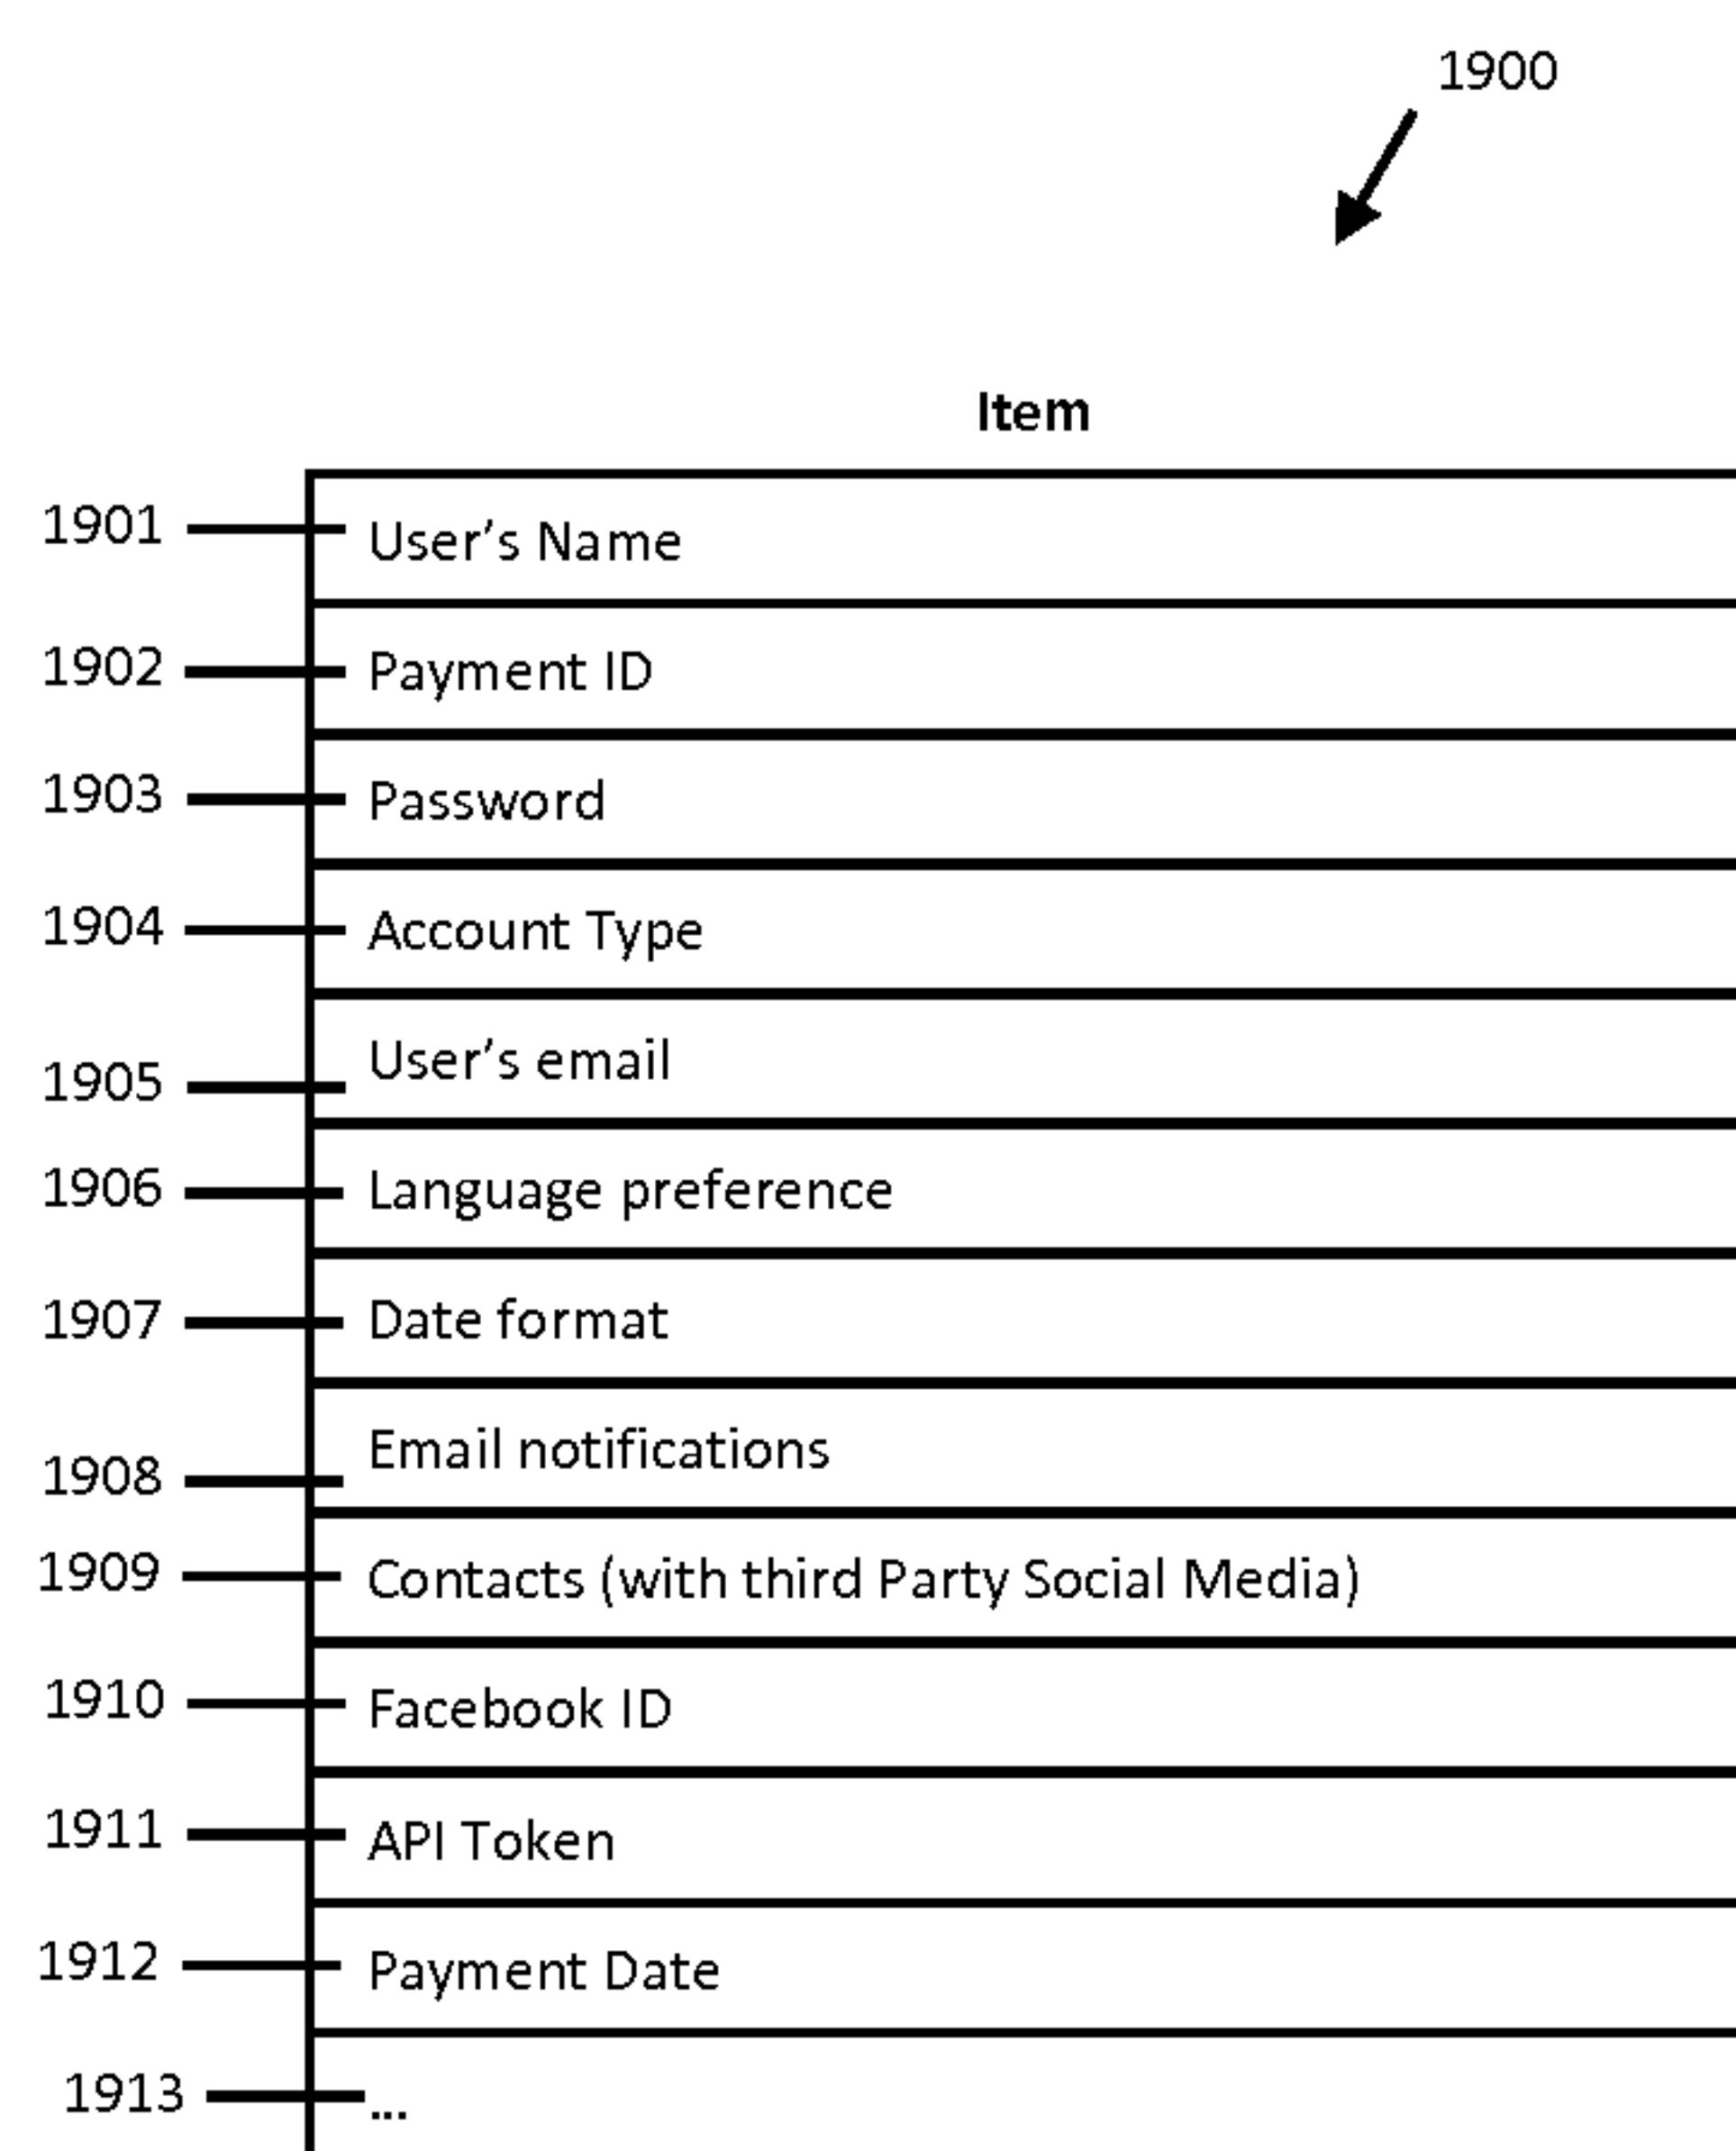 1900
Item
1901 User’s Name
1902 Payment ID
1903 Password
1904 Account Type
1905 User’s email
1906 Language preference
1907 Date format
1908 Email notifications
1909 Contacts (with third Party Social Media)
1910 Facebook ID
1911 API Token
1912 Payment Date
1913 ...